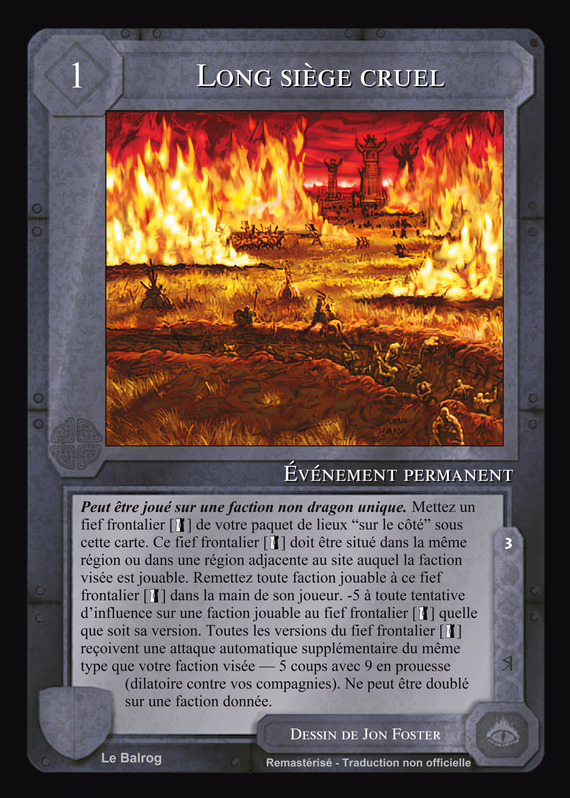 1
LONG SIÈGE CRUEL
ÉVÉNEMENT PERMANENT
Peut être joué sur une faction non dragon unique. Mettez un
fief frontalier [] de votre paquet de lieux “sur le côté” sous
cette carte. Ce fief frontalier [] doit être situé dans la même
région ou dans une région adjacente au site auquel la faction
visée est jouable. Remettez toute faction jouable à ce fief
frontalier [] dans la main de son joueur. -5 à toute tentative
d’influence sur une faction jouable au fief frontalier [] quelle
que soit sa version. Toutes les versions du fief frontalier []
reçoivent une attaque automatique supplémentaire du même
type que votre faction visée — 5 coups avec 9 en prouesse
(dilatoire contre vos compagnies). Ne peut être doublé
sur une faction donnée.
3
DESSIN DE JON FOSTER
Le Balrog
Remastérisé - Traduction non officielle